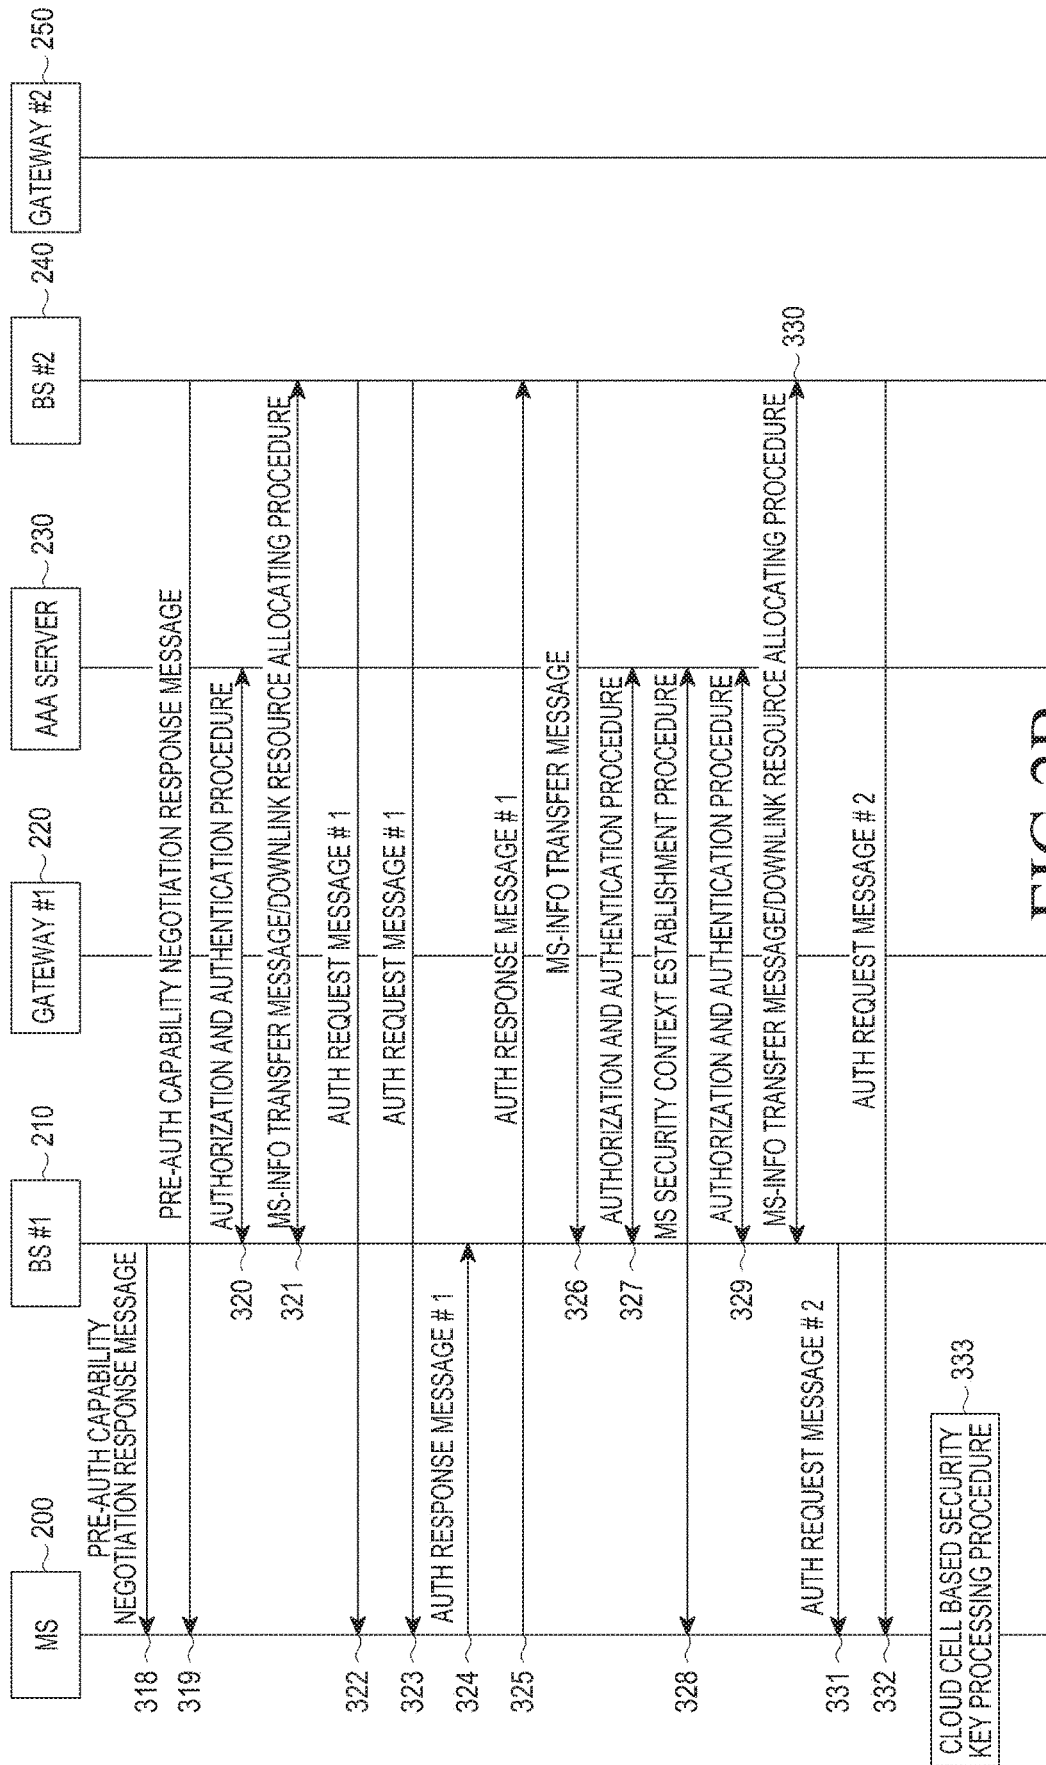 MS
200
BS #1
210
GATEWAY #1
220
AAA SERVER
230
BS #2
240
GATEWAY #2
250
PRE-AUTH CAPABILITY
NEGOTIATION RESPONSE MESSAGE
318
PRE-AUTH CAPABILITY NEGOTIATION RESPONSE MESSAGE
319
AUTHORIZATION AND AUTHENTICATION PROCEDURE
320
MS-INFO TRANSFER MESSAGE/DOWNLINK RESOURCE ALLOCATING PROCEDURE
321
AUTH REQUEST MESSAGE # 1
322
AUTH REQUEST MESSAGE # 1
323
AUTH RESPONSE MESSAGE # 1
324
AUTH RESPONSE MESSAGE # 1
325
MS-INFO TRANSFER MESSAGE
326
AUTHORIZATION AND AUTHENTICATION PROCEDURE
327
MS SECURITY CONTEXT ESTABLISHMENT PROCEDURE
328
AUTHORIZATION AND AUTHENTICATION PROCEDURE
329
MS-INFO TRANSFER MESSAGE/DOWNLINK RESOURCE ALLOCATING PROCEDURE
330
AUTH REQUEST MESSAGE # 2
331
AUTH REQUEST MESSAGE # 2
332
CLOUD CELL BASED SECURITY
KEY PROCESSING PROCEDURE
333